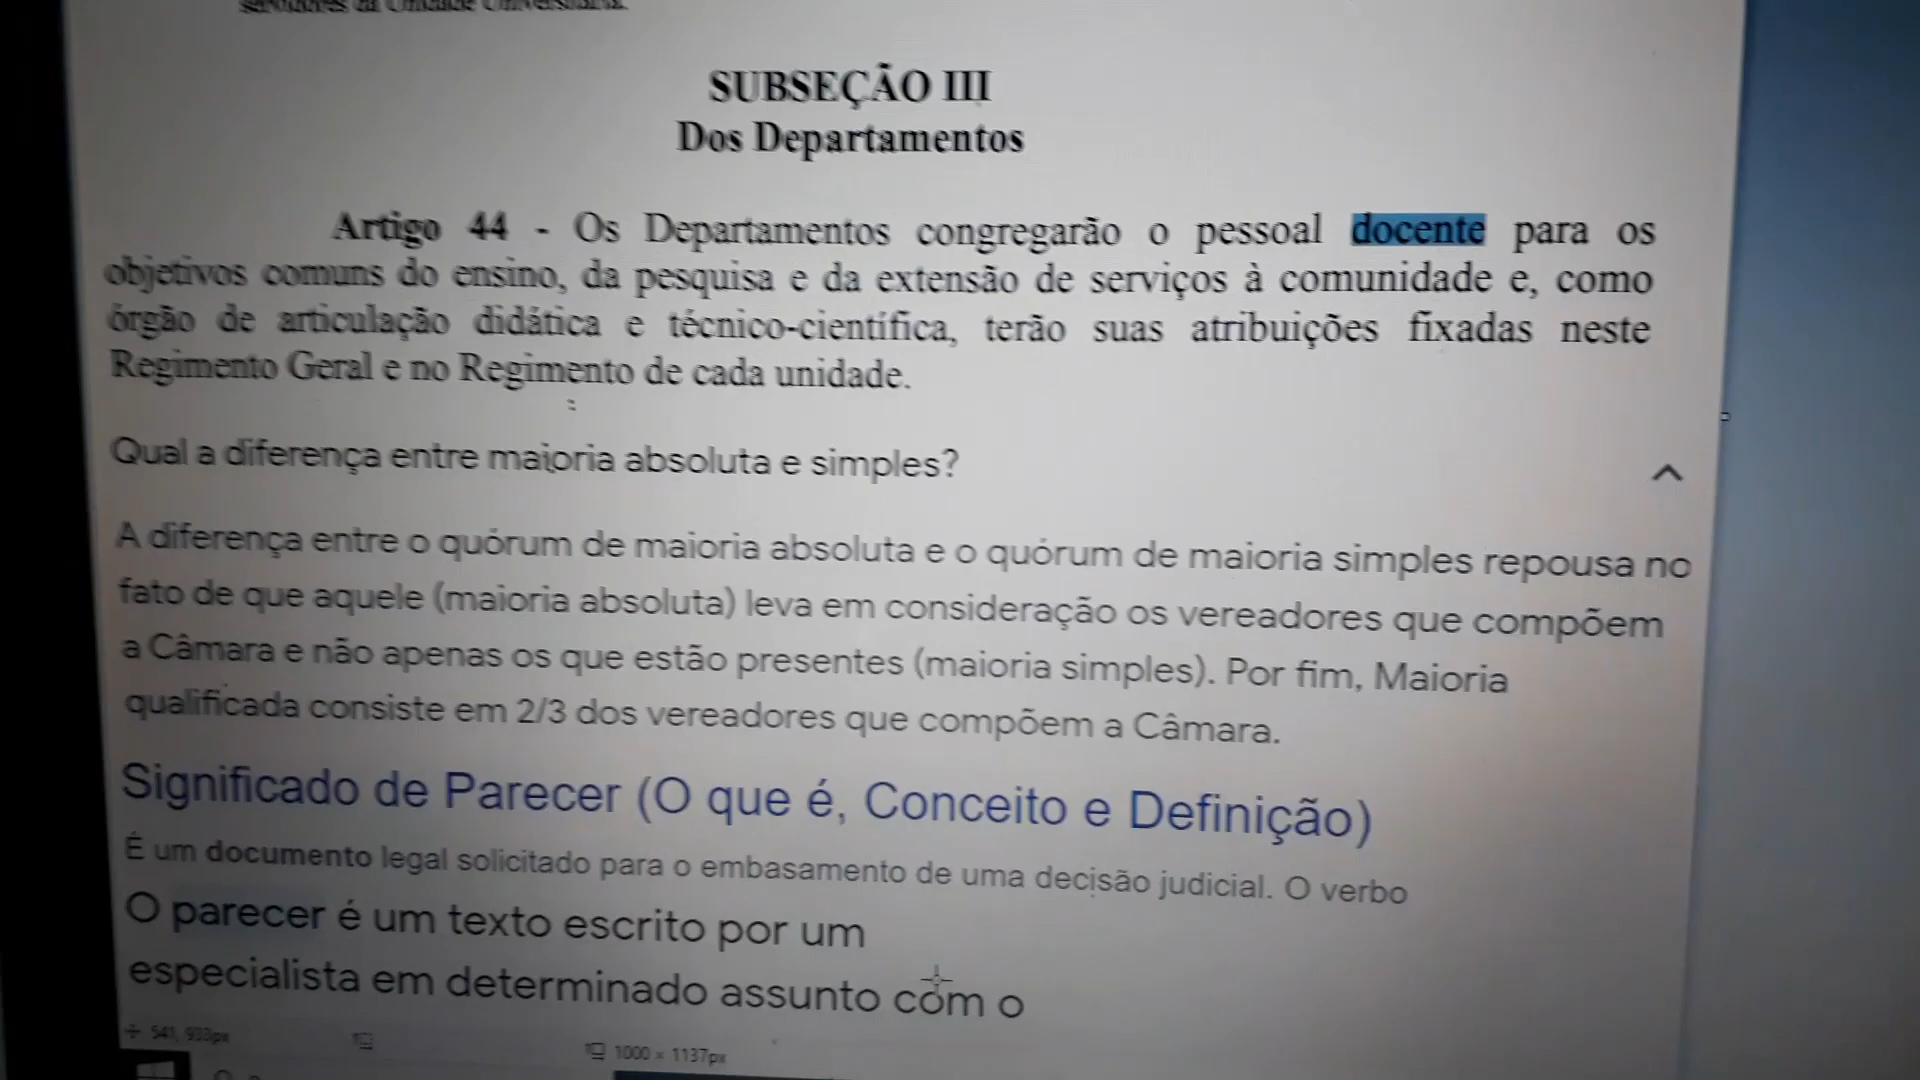 servidores da Unidade Universitária.
SUBSEÇÃO III
Dos Departamentos
Artigo 44 - Os Departamentos congregarão o pessoal docente para os
objetivos comuns do ensino, da pesquisa e da extensão de serviços à comunidade e, como
órgão de articulação didática e técnico-científica, terão suas atribuições fixadas neste
Regimento Geral e no Regimento de cada unidade.
Qual a diferença entre maioria absoluta e simples?
A diferença entre o quórum de maioria absoluta e o quórum de maioria simples repousa no
fato de que aquele (maioria absoluta) leva em consideração os vereadores que compõem
a Câmara e não apenas os que estão presentes (maioria simples). Por fim, Maioria
qualificada consiste em 2/3 dos vereadores que compõem a Câmara.
Significado de Parecer (O que é, Conceito e Definição)
É um documento legal solicitado para o embasamento de uma decisão judicial. O verbo
O parecer é um texto escrito por um
especialista em determinado assunto com o
541, 933px
1000 × 1137px